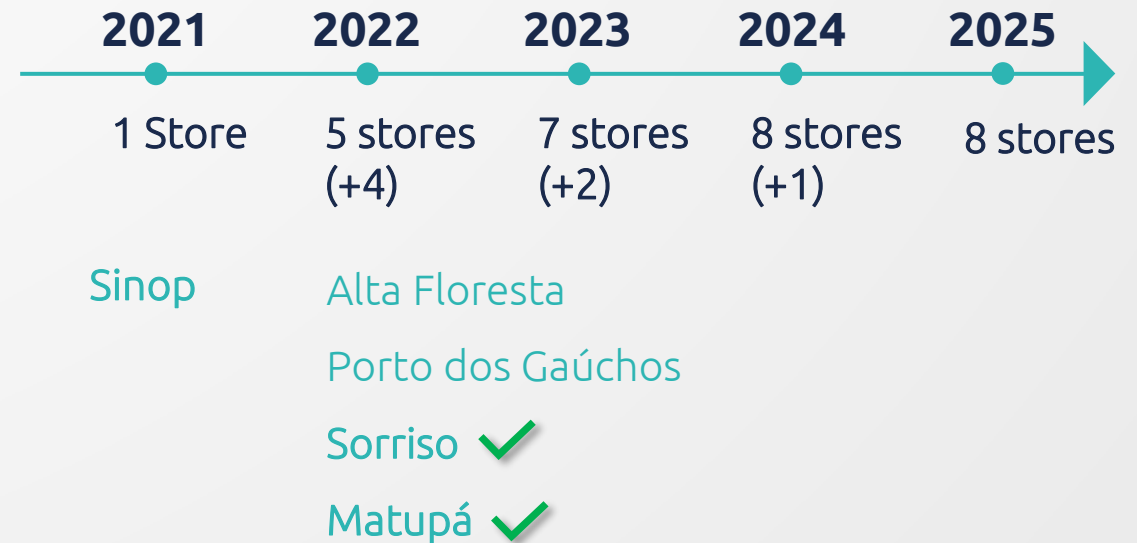 2021 2022 2023 2024 2025
1 Store 5 stores 7 stores 8 stores 8 stores
(+4) (+2) (+1)
Sinop Alta Floresta
Porto dos Gaúchos
Sorriso
Matupá